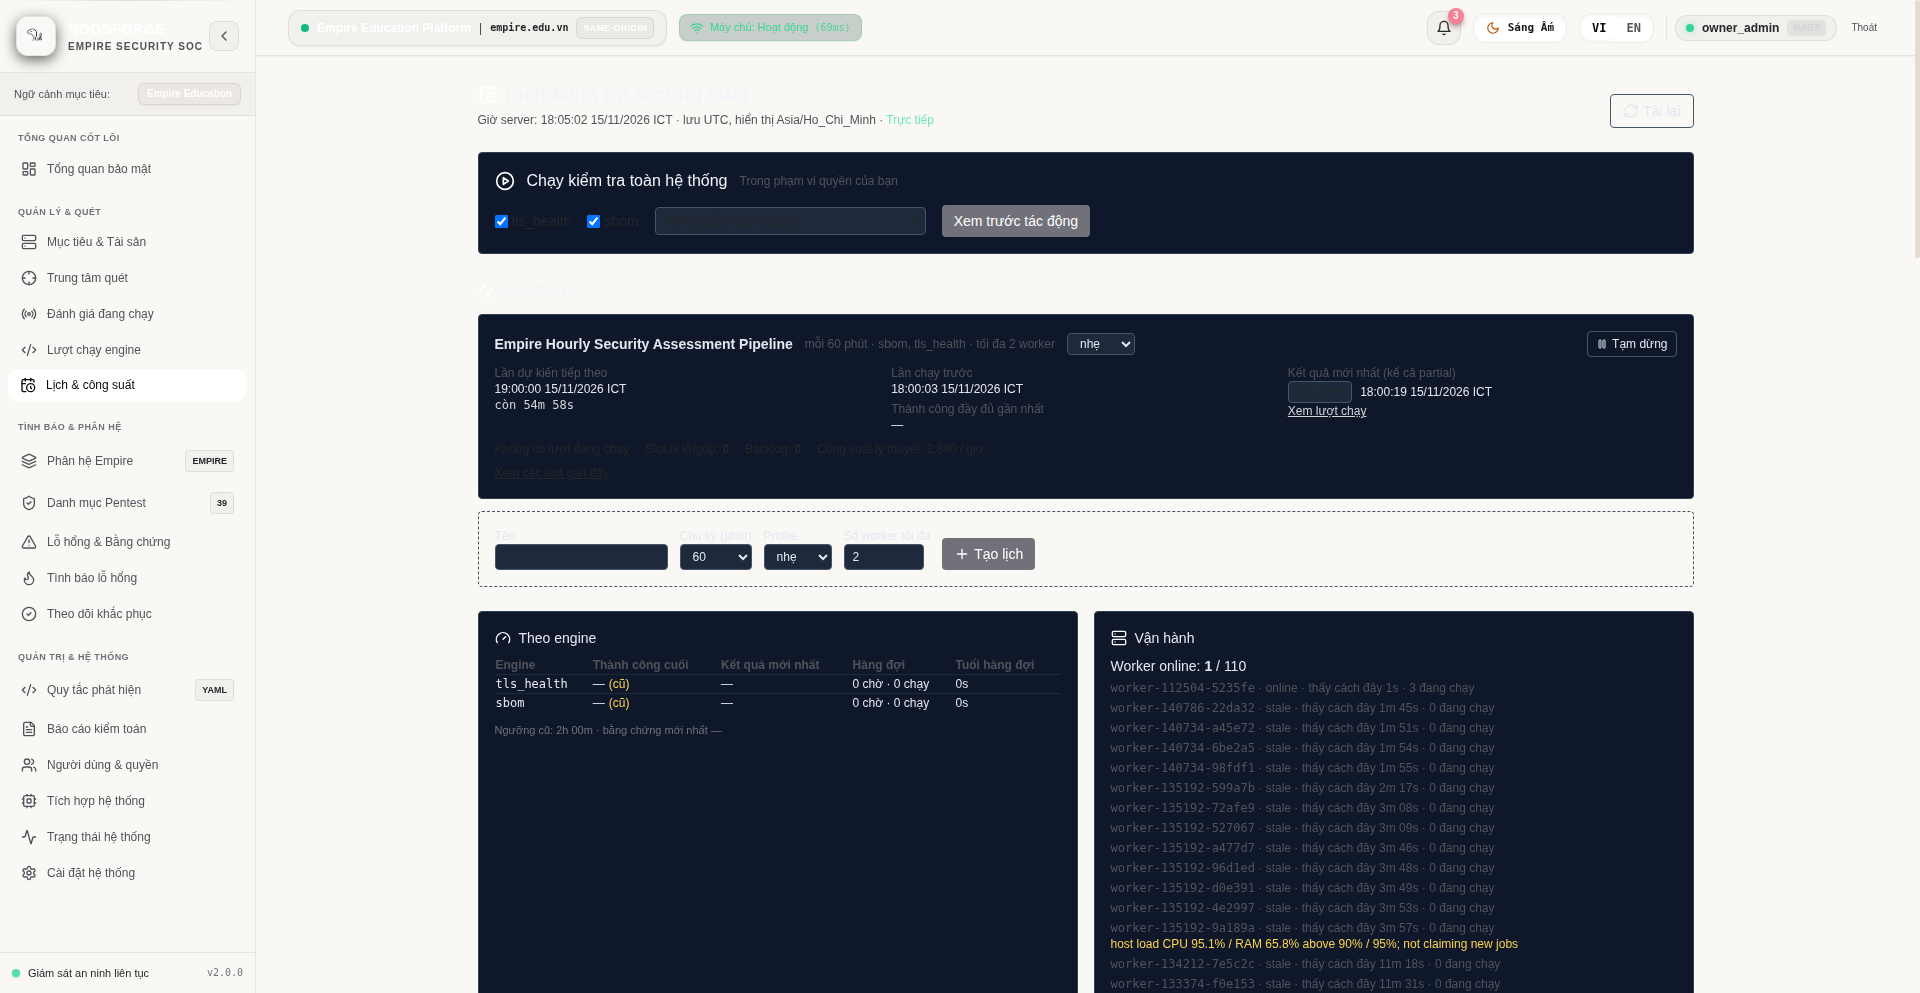 NOOSFORGE
EMPIRE SECURITY SOC
Empire Education Platform | empire.edu.vn SAME-ORIGIN
Máy chủ: Hoạt động (69ms)
3
Sáng Ấm
VI EN
owner_admin OWNER
Thoát
Ngữ cảnh mục tiêu: Empire Education
TỔNG QUAN CỐT LÕI
Tổng quan bảo mật
QUẢN LÝ & QUÉT
Mục tiêu & Tài sản
Trung tâm quét
Đánh giá đang chạy
Lượt chạy engine
Lịch & công suất
TÌNH BÁO & PHÂN HỆ
Phân hệ Empire EMPIRE
Danh mục Pentest 39
Lỗ hổng & Bằng chứng
Tình báo lỗ hổng
Theo dõi khắc phục
QUẢN TRỊ & HỆ THỐNG
Quy tắc phát hiện YAML
Báo cáo kiểm toán
Người dùng & quyền
Tích hợp hệ thống
Trạng thái hệ thống
Cài đặt hệ thống
Giám sát an ninh liên tục v2.0.0
Lịch kiểm tra & công suất
Giờ server: 18:05:02 15/11/2026 ICT · lưu UTC, hiển thị Asia/Ho_Chi_Minh · Trực tiếp
Tải lại
Chạy kiểm tra toàn hệ thống Trong phạm vi quyền của bạn
tls_health sbom
Xem trước tác động
Lịch định kỳ
Empire Hourly Security Assessment Pipeline mỗi 60 phút · sbom, tls_health · tối đa 2 worker nhẹ
Tạm dừng
Lần dự kiến tiếp theo
19:00:00 15/11/2026 ICT
còn 54m 58s
Lần chạy trước
18:00:03 15/11/2026 ICT
Thành công đầy đủ gần nhất
—
Kết quả mới nhất (kể cả partial)
18:00:19 15/11/2026 ICT
Xem lượt chạy
Không có lượt đang chạy Slot bị lỡ/gộp: 0 Backlog: 0 Công suất lý thuyết: 2,880 / giờ
Xem các slot gần đây
Tên
Chu kỳ (phút)
60
Profile
nhẹ
Số worker tối đa
2
Tạo lịch
Theo engine
Engine Thành công cuối Kết quả mới nhất Hàng đợi Tuổi hàng đợi
tls_health — (cũ) — 0 chờ · 0 chạy 0s
sbom — (cũ) — 0 chờ · 0 chạy 0s
Ngưỡng cũ: 2h 00m · bằng chứng mới nhất —
Vận hành
Worker online: 1 / 110
worker-112504-5235fe · online · thấy cách đây 1s · 3 đang chạy
worker-140786-22da32 · stale · thấy cách đây 1m 45s · 0 đang chạy
worker-140734-a45e72 · stale · thấy cách đây 1m 51s · 0 đang chạy
worker-140734-6be2a5 · stale · thấy cách đây 1m 54s · 0 đang chạy
worker-140734-98fdf1 · stale · thấy cách đây 1m 55s · 0 đang chạy
worker-135192-599a7b · stale · thấy cách đây 2m 17s · 0 đang chạy
worker-135192-72afe9 · stale · thấy cách đây 3m 08s · 0 đang chạy
worker-135192-527067 · stale · thấy cách đây 3m 09s · 0 đang chạy
worker-135192-a477d7 · stale · thấy cách đây 3m 46s · 0 đang chạy
worker-135192-96d1ed · stale · thấy cách đây 3m 48s · 0 đang chạy
worker-135192-d0e391 · stale · thấy cách đây 3m 49s · 0 đang chạy
worker-135192-4e2997 · stale · thấy cách đây 3m 53s · 0 đang chạy
worker-135192-9a189a · stale · thấy cách đây 3m 57s · 0 đang chạy
host load CPU 95.1% / RAM 65.8% above 90% / 95%; not claiming new jobs
worker-134212-7e5c2c · stale · thấy cách đây 11m 18s · 0 đang chạy
worker-133374-f0e153 · stale · thấy cách đây 11m 31s · 0 đang chạy